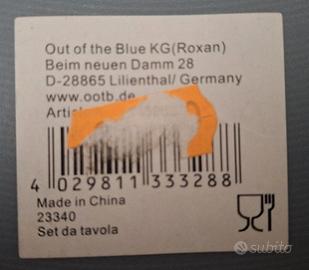 Out of the Blue KG(Roxan)
Beim neuen Damm 28
D-28865 Lilienthal/ Germany
www.ootb.de
4 029811 333288
Made in China
23340
Set da tavola
subito